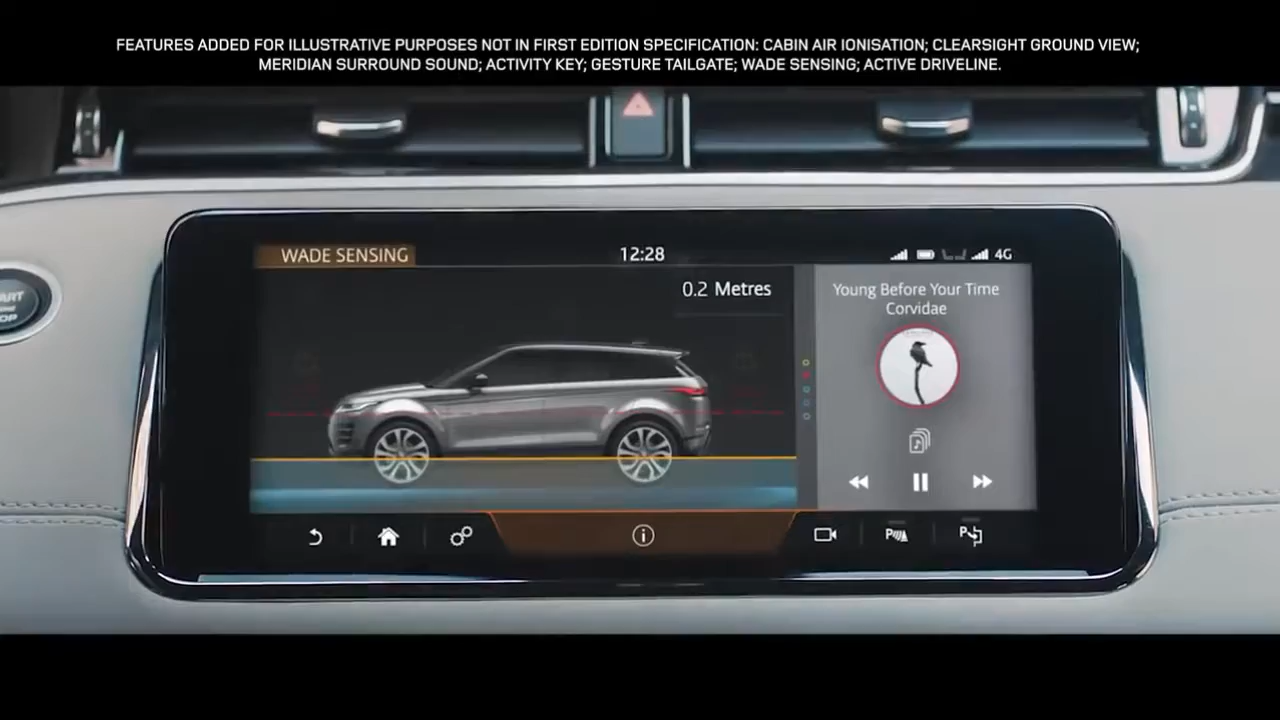 FEATURES ADDED FOR ILLUSTRATIVE PURPOSES NOT IN FIRST EDITION SPECIFICATION: CABIN AIR IONISATION; CLEARSIGHT GROUND VIEW;
MERIDIAN SURROUND SOUND; ACTIVITY KEY; GESTURE TAILGATE; WADE SENSING; ACTIVE DRIVELINE.
WADE SENSING
12:28
4G
0.2 Metres
Young Before Your Time
Corvidae